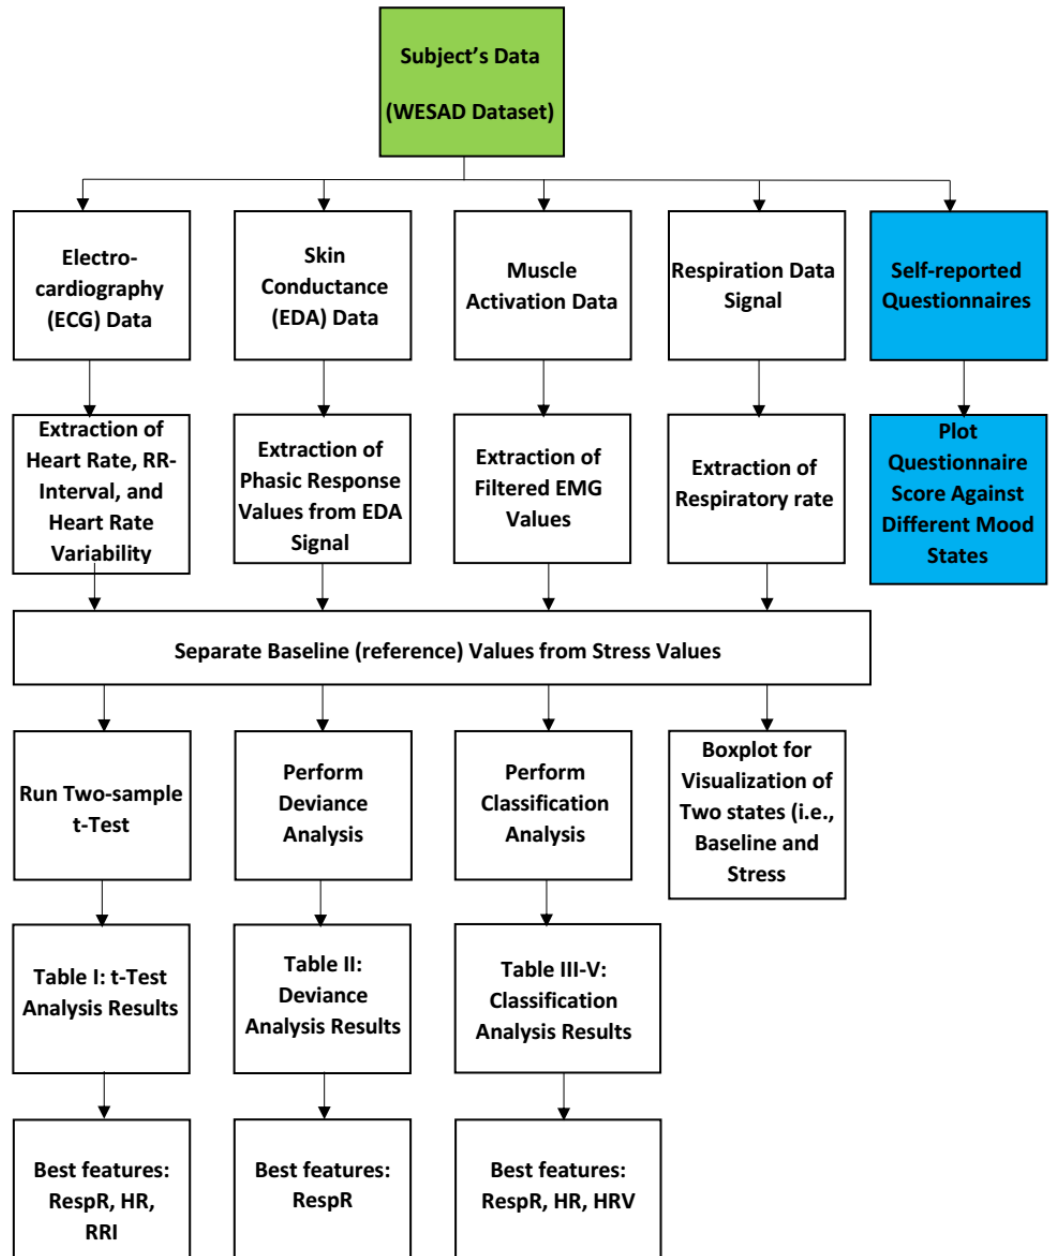 Subject's Data
(WESAD Dataset)
Electro-
cardiography
(ECG) Data
Skin
Conductance
(EDA) Data
Muscle
Activation Data
Respiration Data
Signal
Self-reported
Questionnaires
Extraction of
Heart Rate, RR-
Interval, and
Heart Rate
Variability
Extraction of
Phasic Response
Values from EDA
Signal
Extraction of
Filtered EMG
Values
Extraction of
Respiratory rate
Plot
Questionnaire
Score Against
Different Mood
States
Separate Baseline (reference) Values from Stress Values
Run Two-sample
t-Test
Perform
Deviance
Analysis
Perform
Classification
Analysis
Boxplot for
Visualization of
Two states (i.e.,
Baseline and
Stress
Table I: t-Test
Analysis Results
Table II:
Deviance
Analysis Results
Table III-V:
Classification
Analysis Results
Best features:
RespR, HR,
RRI
Best features:
RespR
Best features:
RespR, HR, HRV